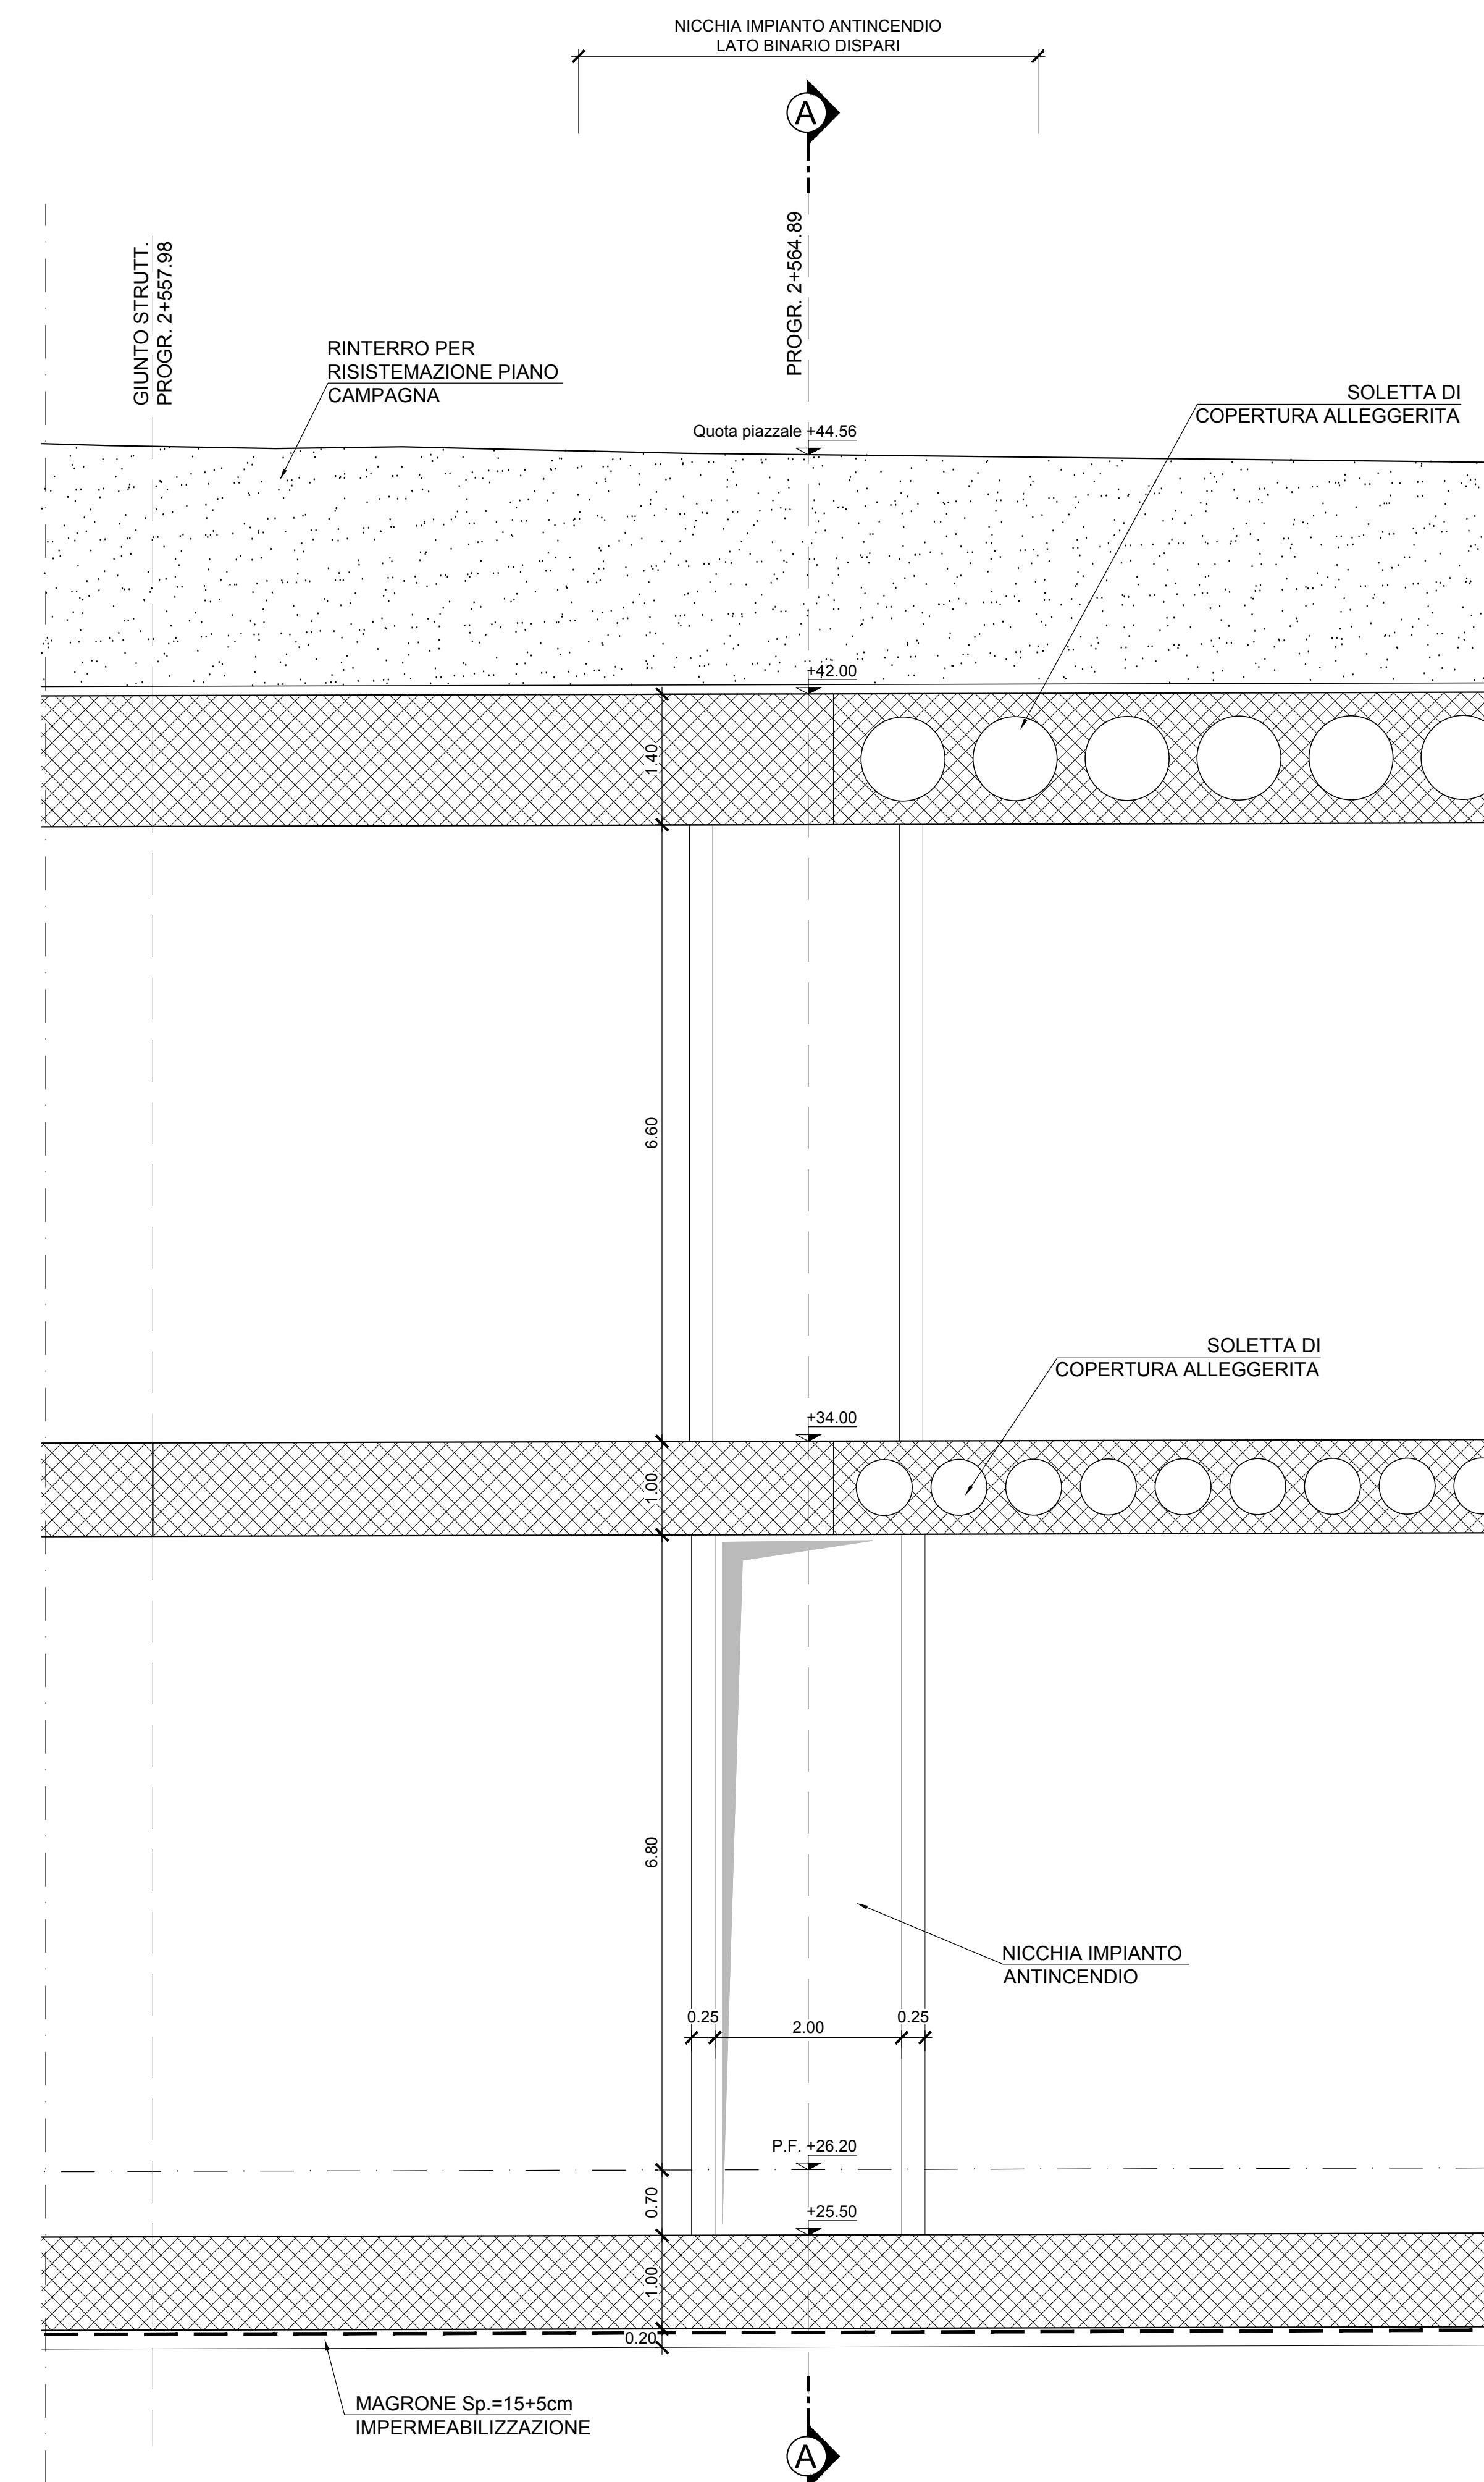 NICCHIA IMPIANTO ANTINCENDIO
LATO BINARIO DISPARI
A
GIUNTO STRUTT.
PROGR. 2+557.98
PROGR. 2+564.89
RINTERRO PER
RISISTEMAZIONE PIANO
CAMPAGNA
SOLETTA DI
COPERTURA ALLEGGERITA
Quota piazzale +44.56
+42.00
1.40
6.60
SOLETTA DI
COPERTURA ALLEGGERITA
+34.00
1.00
6.80
NICCHIA IMPIANTO
ANTINCENDIO
0.25
2.00
0.25
P.F. +26.20
0.70
+25.50
1.00
0.20
MAGRONE Sp.=15+5cm
IMPERMEABILIZZAZIONE
A